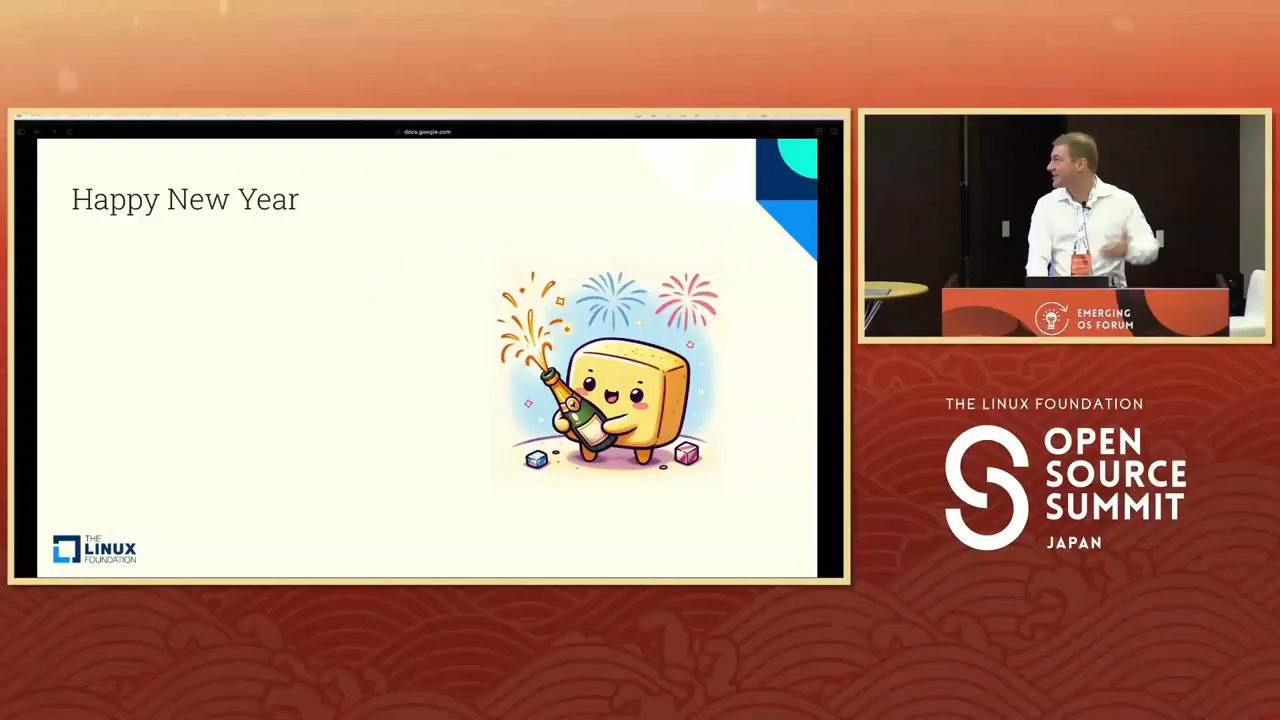 docs.google.com
Happy New Year
THE
LINUX
FOUNDATION
EMERGING
OS FORUM
THE LINUX FOUNDATION
OPEN
SOURCE
SUMMIT
JAPAN